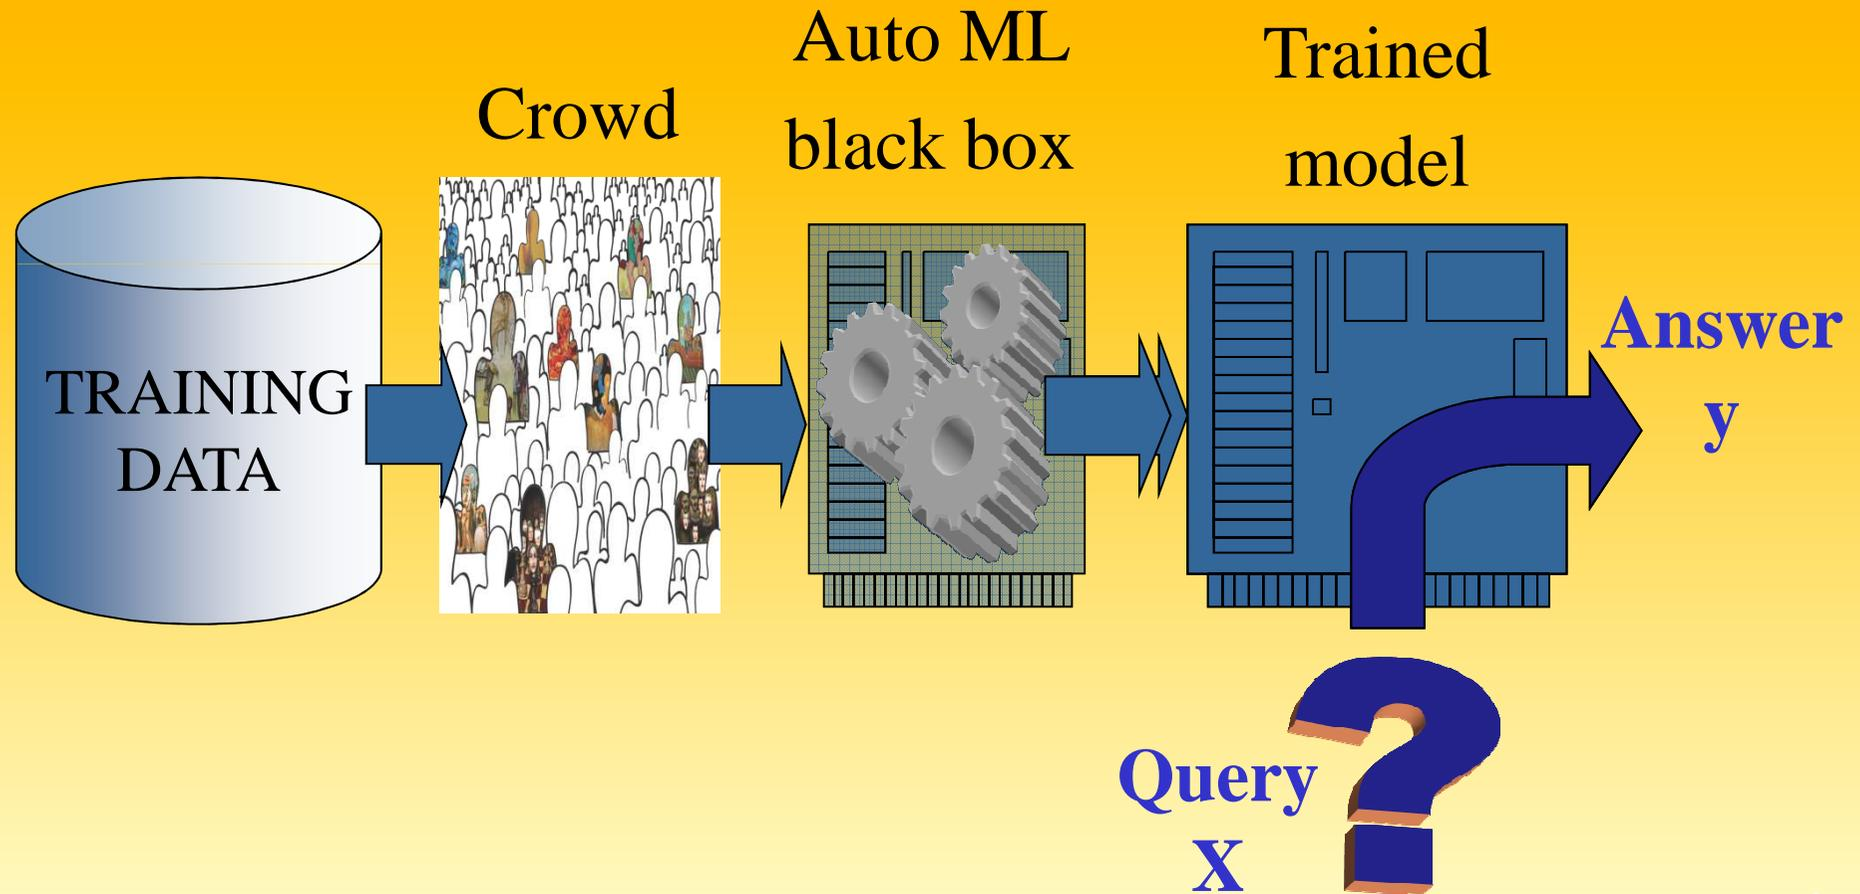 Crowd
Auto ML
black box
Trained
model
TRAINING
DATA
Answer
y
Query
X